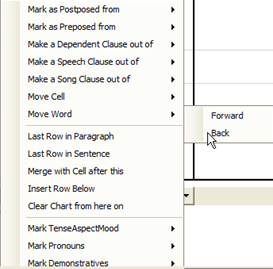 Mark as Postposed from
Mark as Preposed from
Make a Dependent Clause out of
Make a Speech Clause out of
Make a Song Clause out of
Move Cell
Move Word
Forward
Back
Last Row in Paragraph
Last Row in Sentence
Merge with Cell after this
Insert Row Below
Clear Chart from here on
Mark TenseAspectMood
Mark Pronouns
Mark Demonstratives